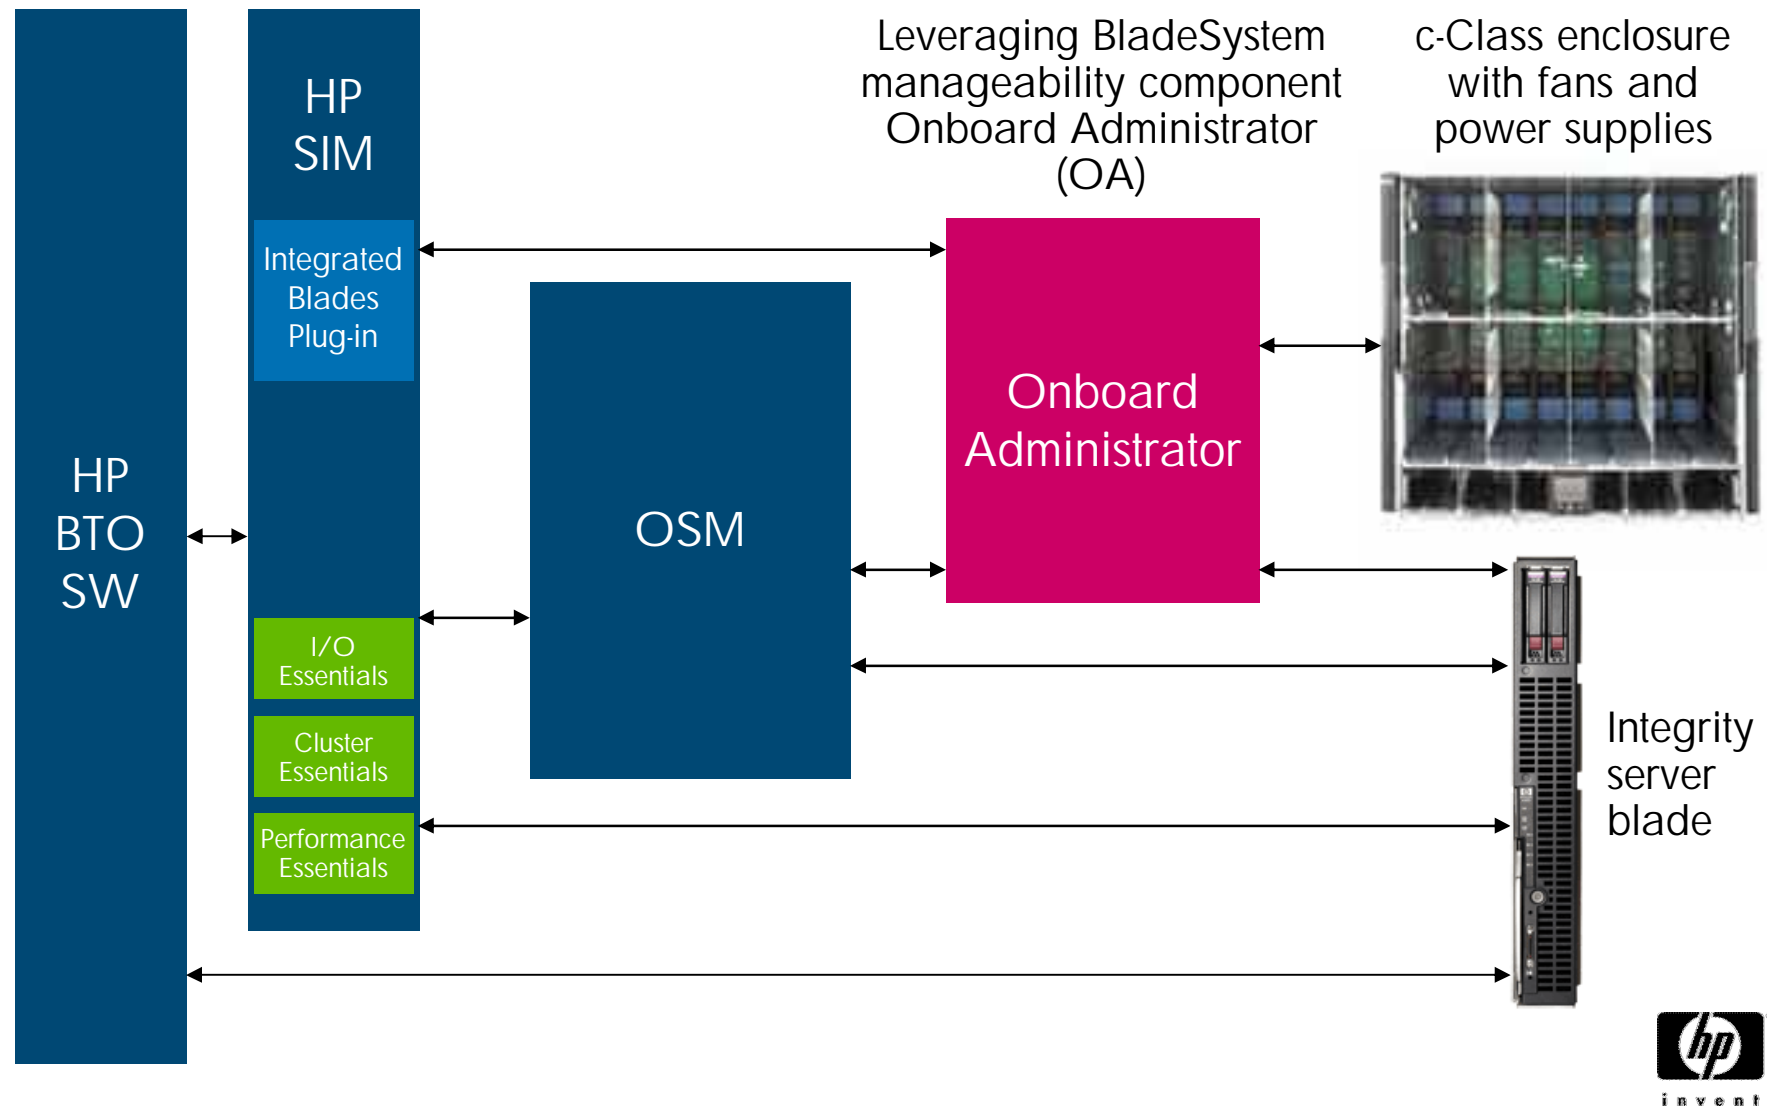 HP
BTO
SW
HP
SIM
Integrated
Blades
Plug-in
I/O
Essentials
Cluster
Essentials
Performance
Essentials
OSM
Leveraging BladeSystem
manageability component
Onboard Administrator
(OA)
Onboard
Administrator
c-Class enclosure
with fans and
power supplies
Integrity
server
blade
hp
invent